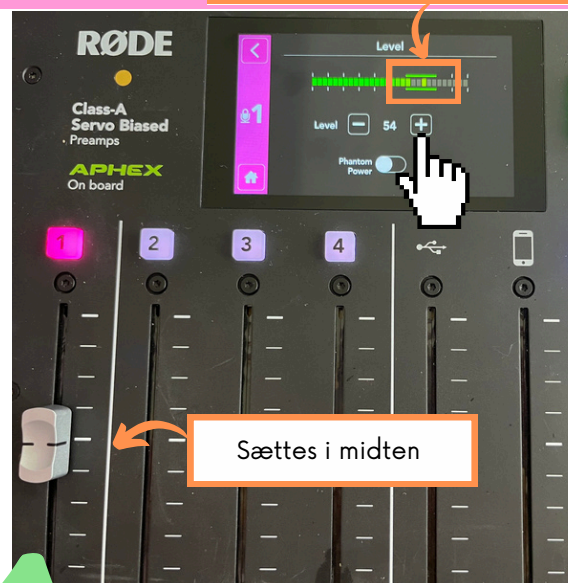 RØDE
Class-A
Servo Biased
Preamps
APHEX
On board
Level
1
Level 54
Phantom
Power
1 2 3 4
Sættes i midten